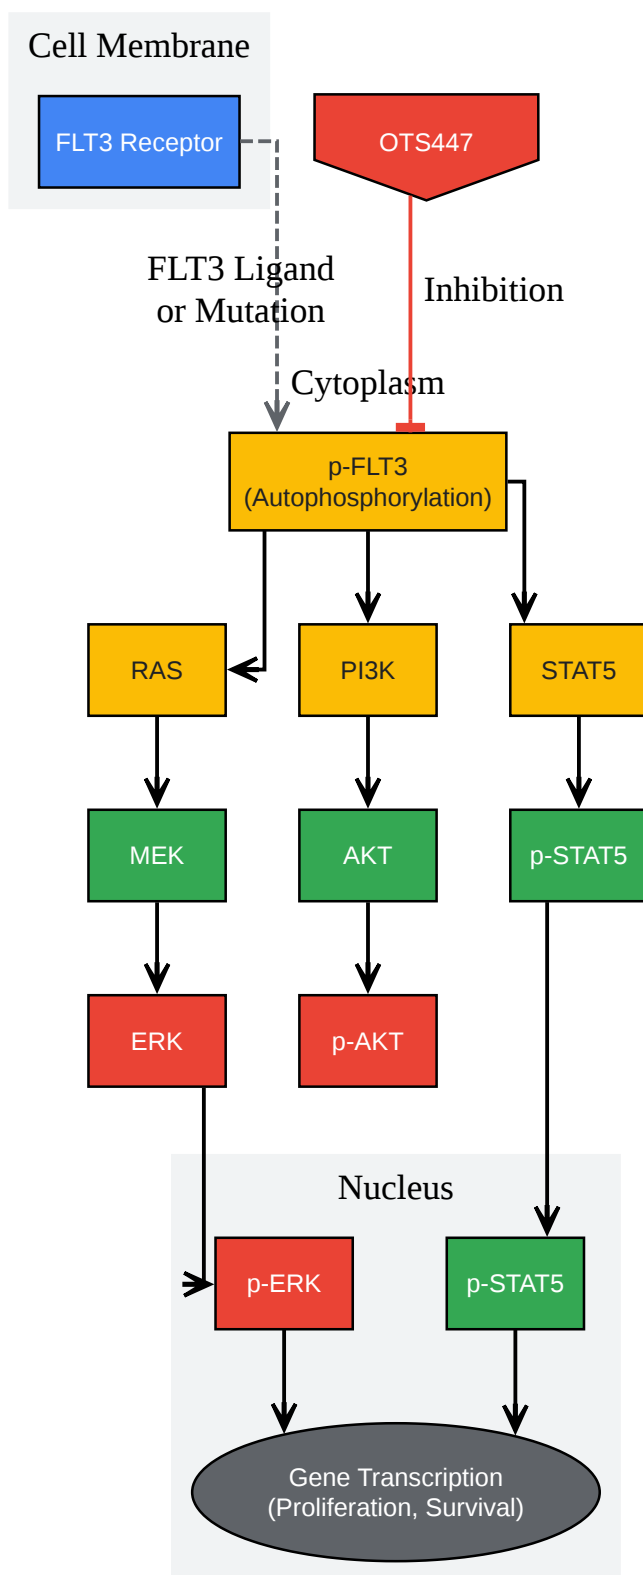 Cell Membrane
FLT3 Receptor
OTS447
FLT3 Ligand
or Mutation
Inhibition
Cytoplasm
p-FLT3
(Autophosphorylation)
RAS
PI3K
STAT5
MEK
AKT
p-STAT5
ERK
p-AKT
Nucleus
p-ERK
p-STAT5
Gene Transcription
(Proliferation, Survival)